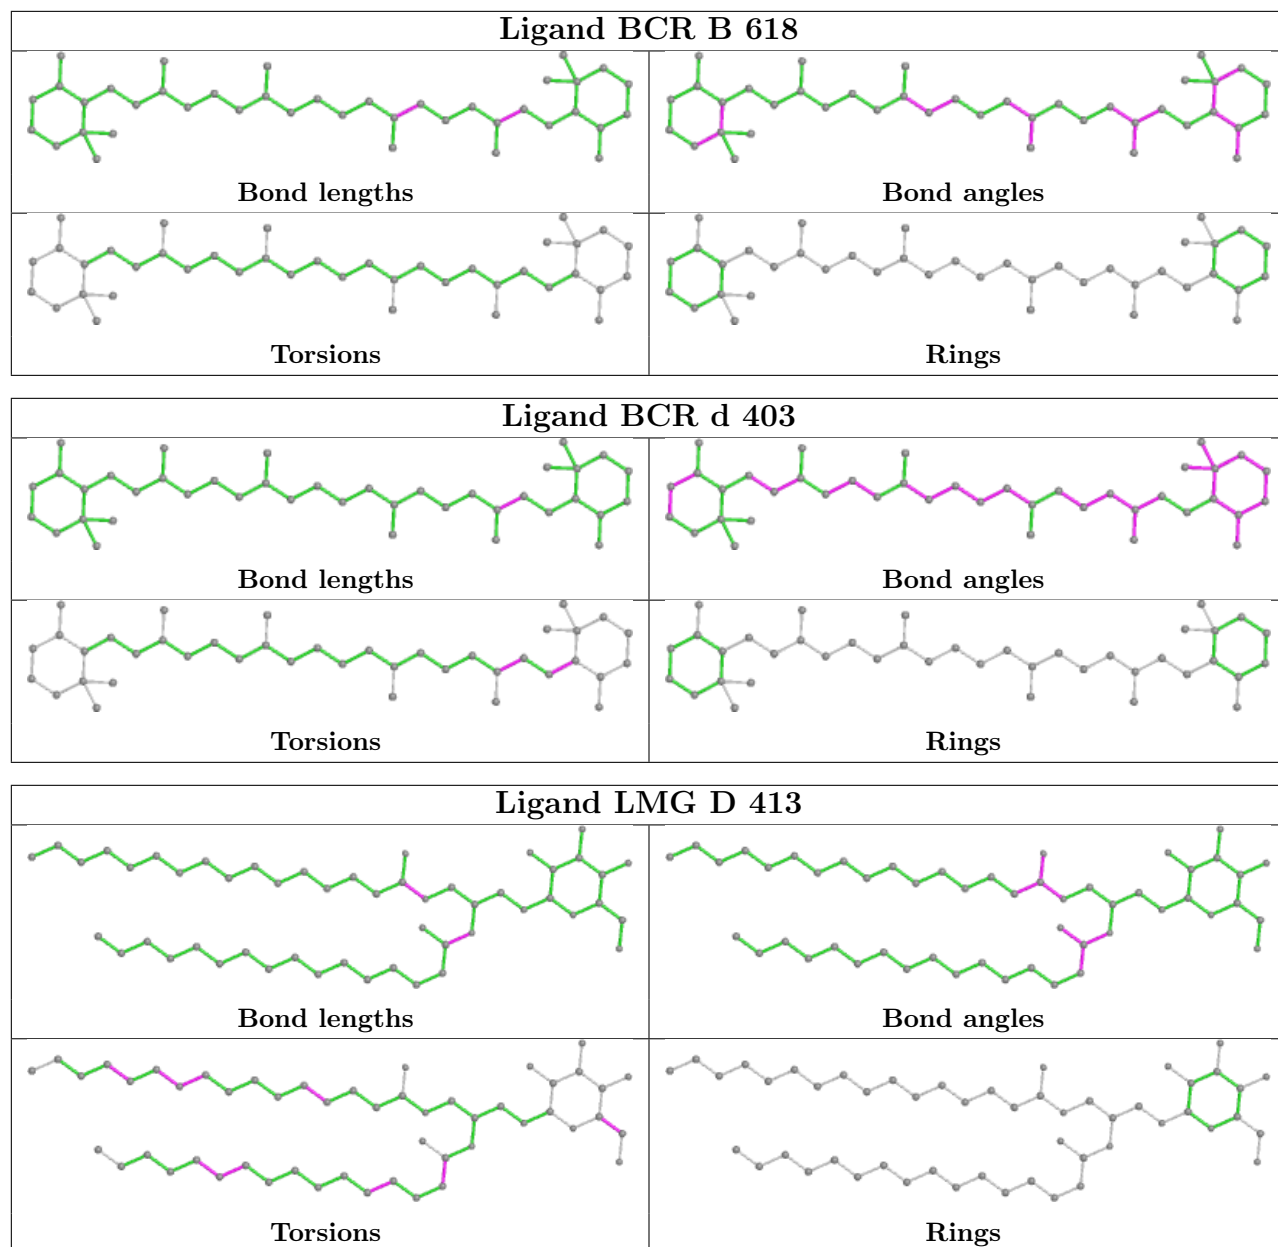 Ligand BCR B 618
Bond lengths
Bond angles
Torsions
Rings
Ligand BCR d 403
Bond lengths
Bond angles
Torsions
Rings
Ligand LMG D 413
Bond lengths
Bond angles
Torsions
Rings